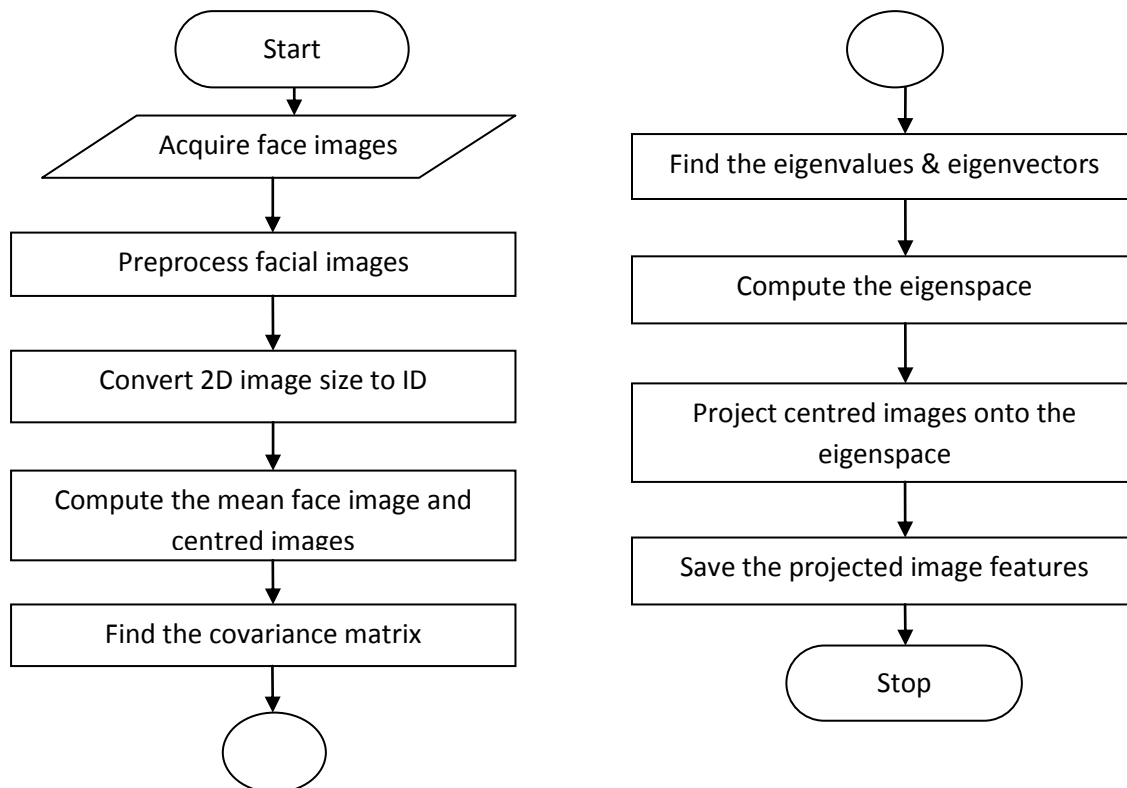 Start
Acquire face images
Preprocess facial images
Convert 2D image size to ID
Compute the mean face image and
centred images
Find the covariance matrix
Find the eigenvalues & eigenvectors
Compute the eigenspace
Project centred images onto the
eigenspace
Save the projected image features
Stop